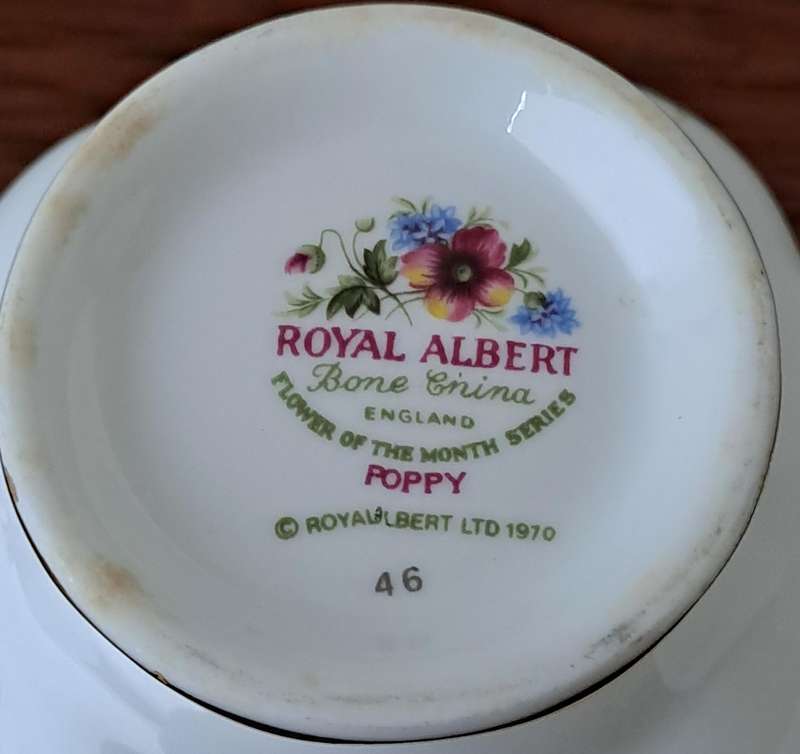 ROYAL ALBERT
Bone China
ENGLAND
FLOWER OF THE MONTH SERIES
POPPY
© ROYAL ALBERT LTD 1970
46